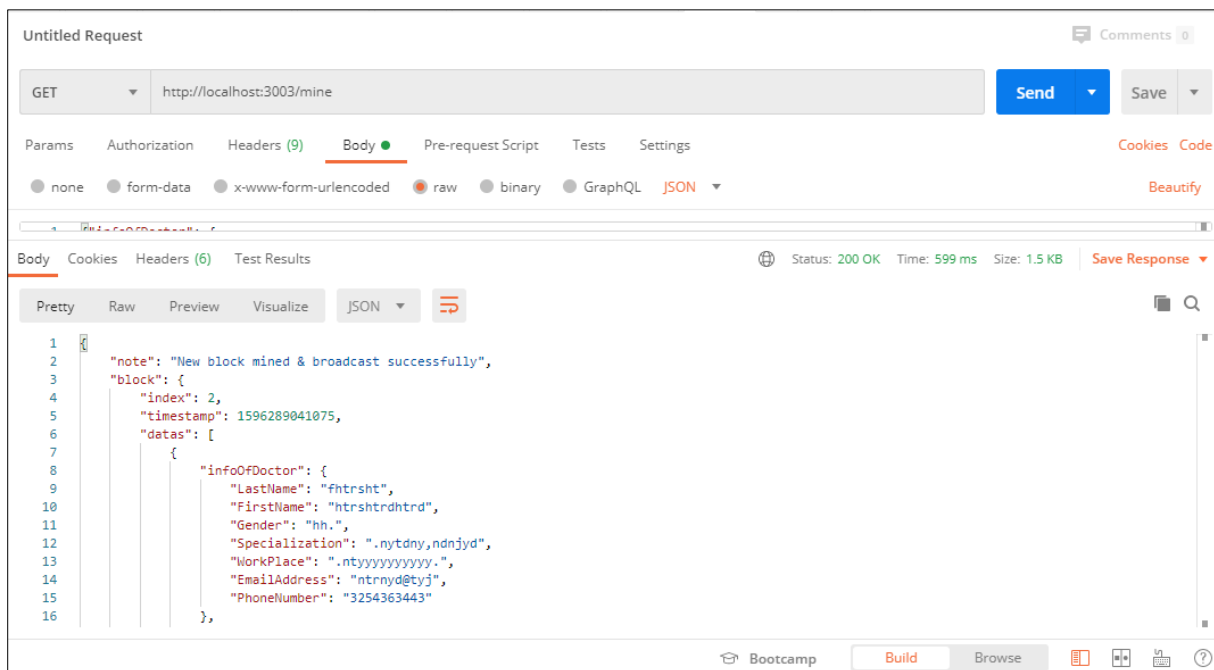 Untitled Request
Comments 0
GET http://localhost:3003/mine Send Save
Params Authorization Headers (9) Body Pre-request Script Tests Settings Cookies Code
none form-data x-www-form-urlencoded raw binary GraphQL JSON Beautify
1 {"infoOfDoctor": {
Body Cookies Headers (6) Test Results Status: 200 OK Time: 599 ms Size: 1.5 KB Save Response
Pretty Raw Preview Visualize JSON
1 {
2 "note": "New block mined & broadcast successfully",
3 "block": {
4 "index": 2,
5 "timestamp": 1596289041075,
6 "datas": [
7 {
8 "infoOfDoctor": {
9 "LastName": "fhtrsht",
10 "FirstName": "htrshtrdhtrd",
11 "Gender": "hh.",
12 "Specialization": ".nytdny,ndnjyd",
13 "WorkPlace": ".ntyyyyyyyyyy.",
14 "EmailAddress": "ntrnyd@tyj",
15 "PhoneNumber": "3254363443"
16 },
Bootcamp Build Browse